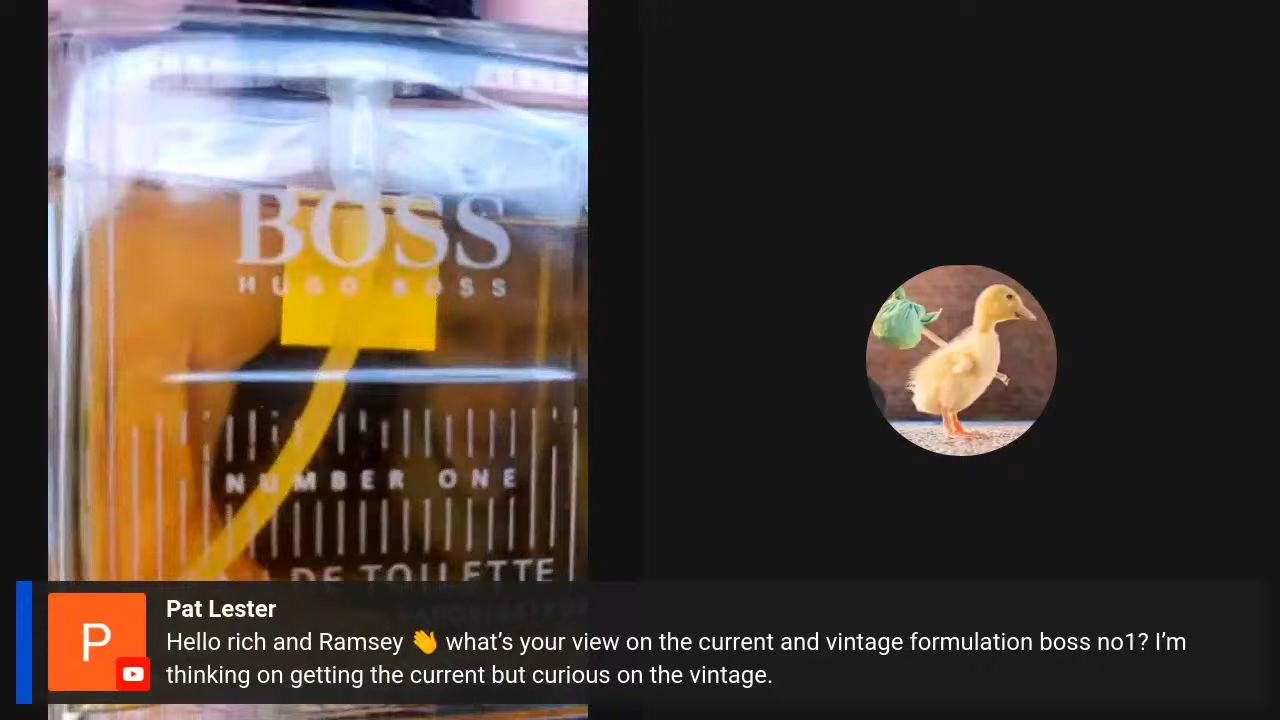 BOSS
HUGO BOSS
NUMBER ONE
DE TOILETTE
P
Pat Lester
Hello rich and Ramsey 👋 what’s your view on the current and vintage formulation boss no1? I’m
thinking on getting the current but curious on the vintage.